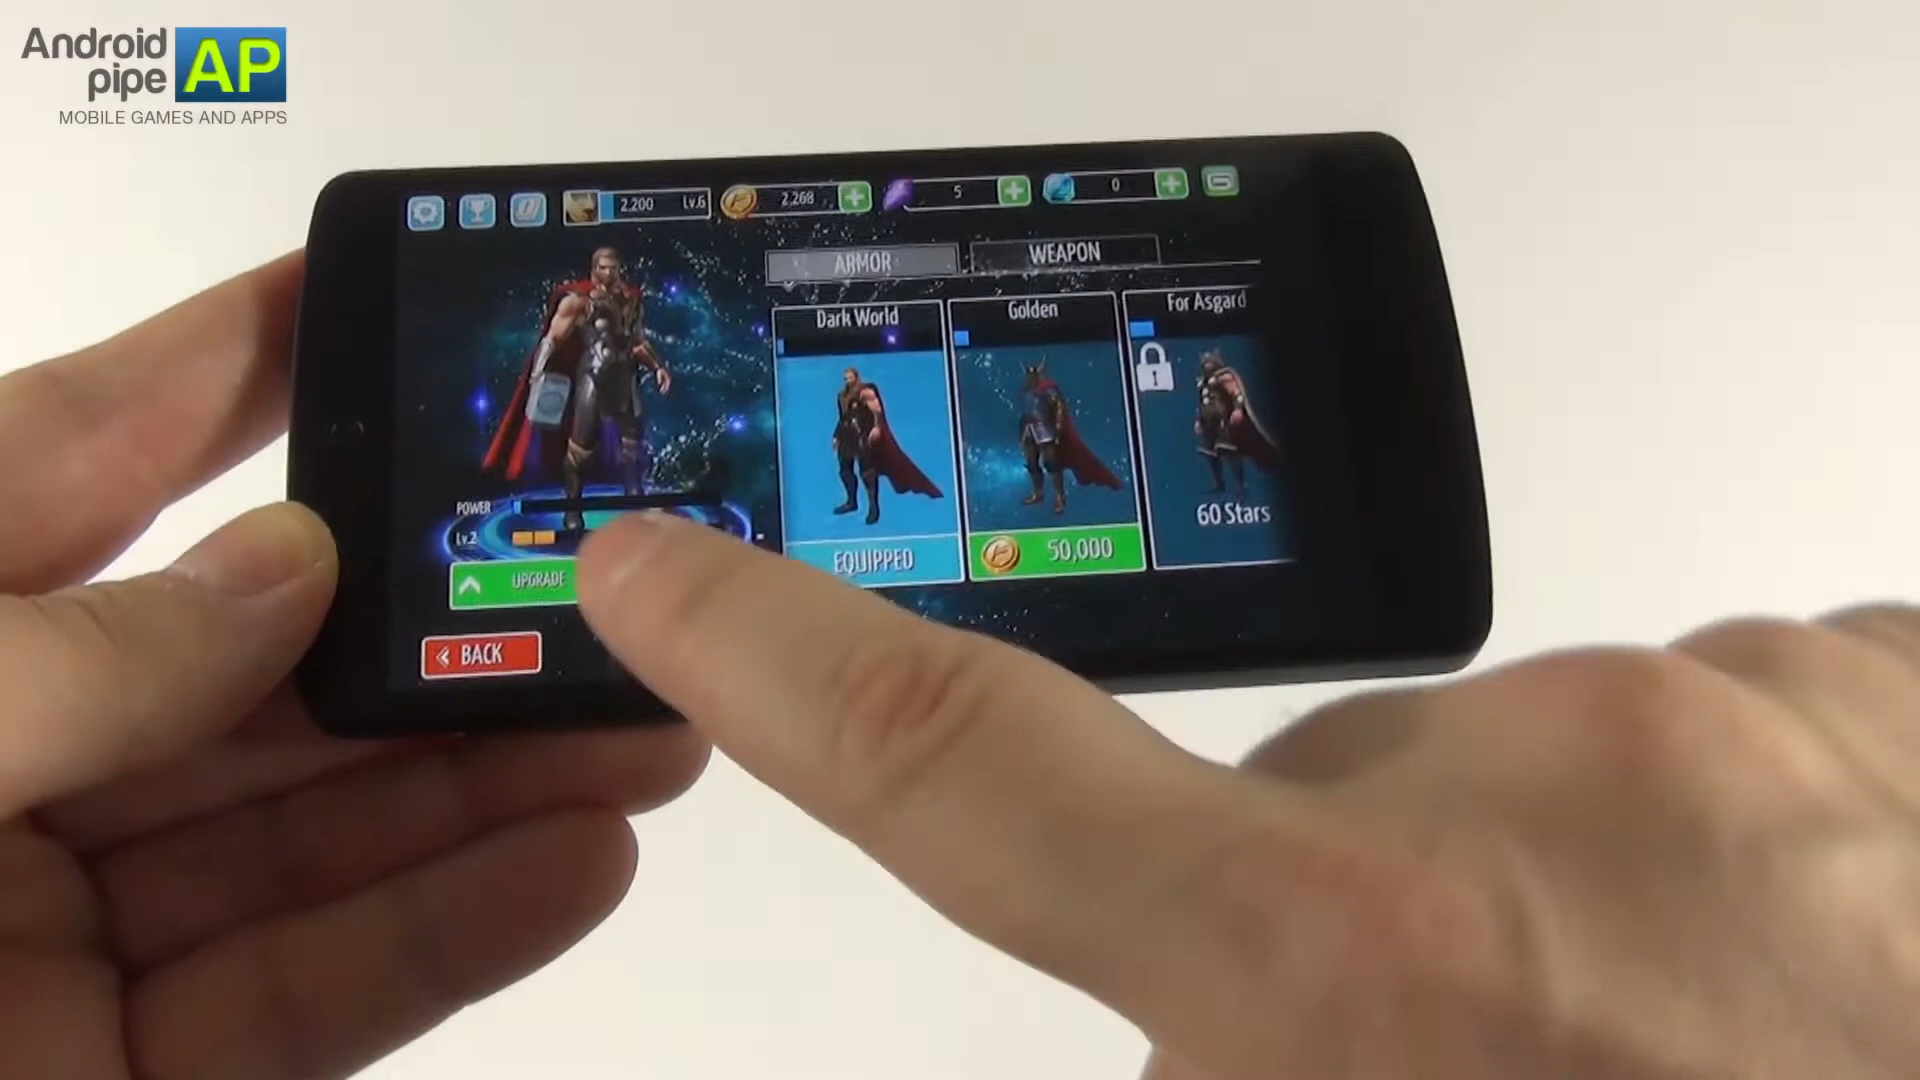 Android
pipe
AP
MOBILE GAMES AND APPS
2,200 Lv.6
2,268
5
0
ARMOR
WEAPON
Dark World
Golden
For Asgard
POWER
Lv.2
60 Stars
EQUIPPED
50,000
UPGRADE
BACK